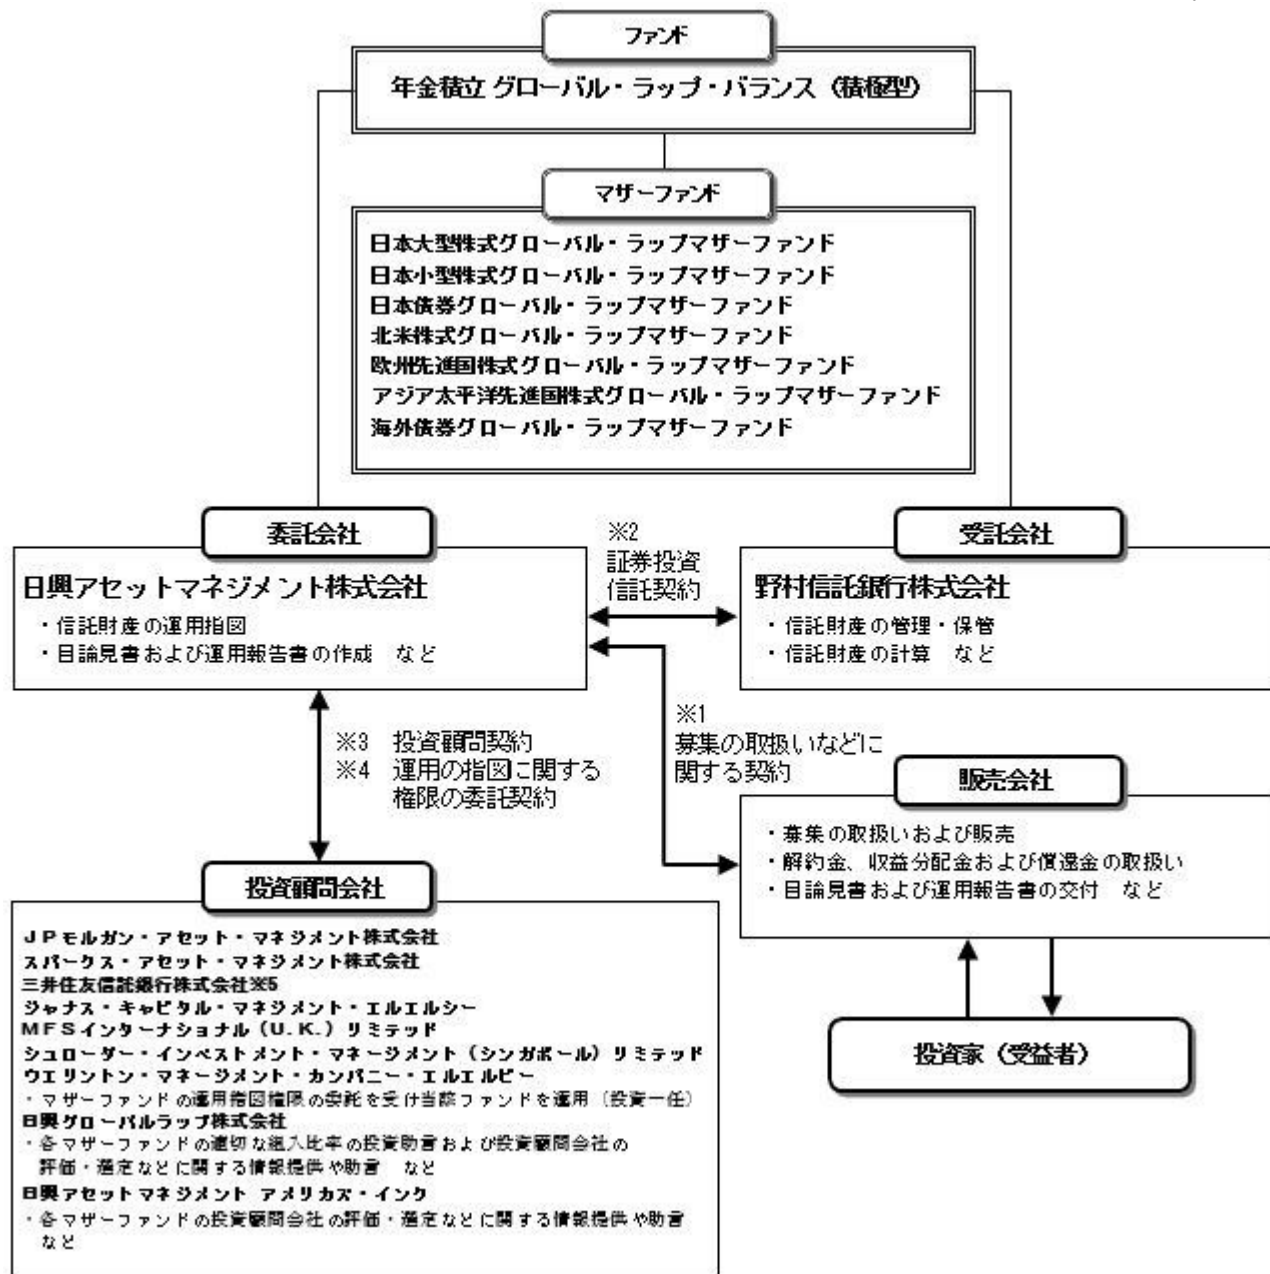 ファンド
年金積立 グローバル・ラップ・バランス（積極型）
マザーファンド
日本大型株式グローバル・ラップマザーファンド
日本小型株式グローバル・ラップマザーファンド
日本債券グローバル・ラップマザーファンド
北米株式グローバル・ラップマザーファンド
欧州先進国株式グローバル・ラップマザーファンド
アジア太平洋先進国株式グローバル・ラップマザーファンド
海外債券グローバル・ラップマザーファンド
委託会社
日興アセットマネジメント株式会社
・信託財産の運用指図
・目論見書および運用報告書の作成　など
※2
証券投資
信託契約
受託会社
野村信託銀行株式会社
・信託財産の管理・保管
・信託財産の計算　など
※3　投資顧問契約
※4　運用の指図に関する
権限の委託契約
※1
募集の取扱いなどに
関する契約
販売会社
・募集の取扱いおよび販売
・解約金、収益分配金および償還金の取扱い
・目論見書および運用報告書の交付　など
投資顧問会社
ＪＰモルガン・アセット・マネジメント株式会社
スパークス・アセット・マネジメント株式会社
三井住友信託銀行株式会社※5
ジャナス・キャピタル・マネジメント・エルエルシー
ＭＦＳインターナショナル（Ｕ.Ｋ.）リミテッド
シュローダー・インベストメント・マネージメント（シンガポール）リミテッド
ウエリントン・マネージメント・カンパニー・エルエルピー
・マザーファンドの運用指図権限の委託を受け当該ファンドを運用（投資一任）
日興グローバルラップ株式会社
・各マザーファンドの適切な組入比率の投資助言および投資顧問会社の
評価・選定などに関する情報提供や助言　など
日興アセットマネジメント アメリカズ・インク
・各マザーファンドの投資顧問会社の評価・選定などに関する情報提供や助言
など
投資家（受益者）